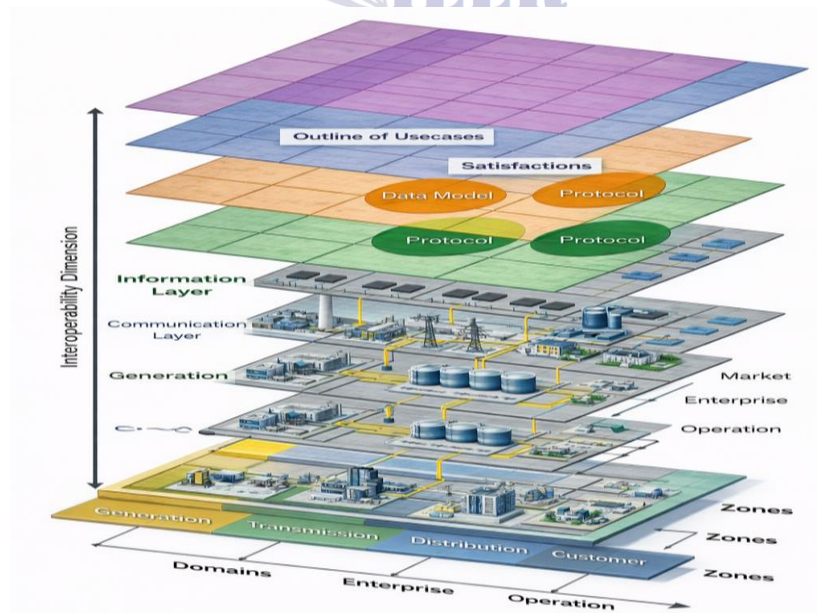 Outline of Usecases
Satisfactions
Data Model
Protocol
Protocol
Protocol
Interoperability Dimension
Information
Layer
Communication
Layer
Generation
Market
Enterprise
Operation
Zones
Zones
Zones
Generation
Transmission
Distribution
Customer
Domains
Enterprise
Operation